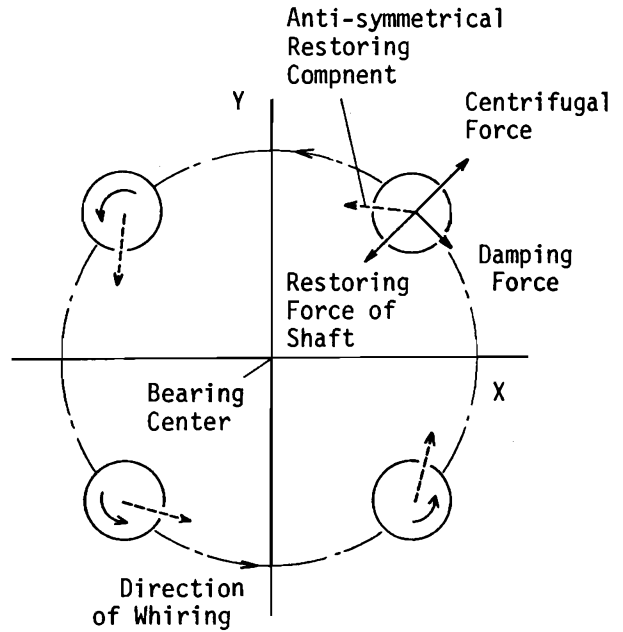 Anti-symmetrical
Restoring
Compnent
Y
Centrifugal
Force
Damping
Force
Restoring
Force of
Shaft
X
Bearing
Center
Direction
of Whiring